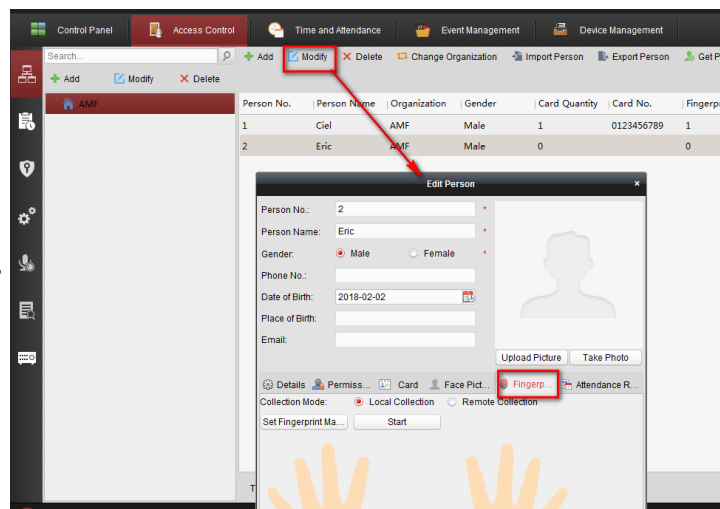 Control Panel Access Control Time and Attendance Event Management Device Management
Search... Add Modify Delete Change Organization Import Person Export Person Get P
Add Modify Delete
AMF
Person No. Person Name Organization Gender Card Quantity Card No. Fingerpr
1 Ciel AMF Male 1 0123456789 1
2 Eric AMF Male 0 0
Edit Person ×
Person No.: 2 *
Person Name: Eric *
Gender: Male Female *
Phone No.:
Date of Birth: 2018-02-02
Place of Birth:
Email:
Upload Picture Take Photo
Details Permiss... Card Face Pict... Fingerp... Attendance R...
Collection Mode: Local Collection Remote Collection
Set Fingerprint Ma... Start
T